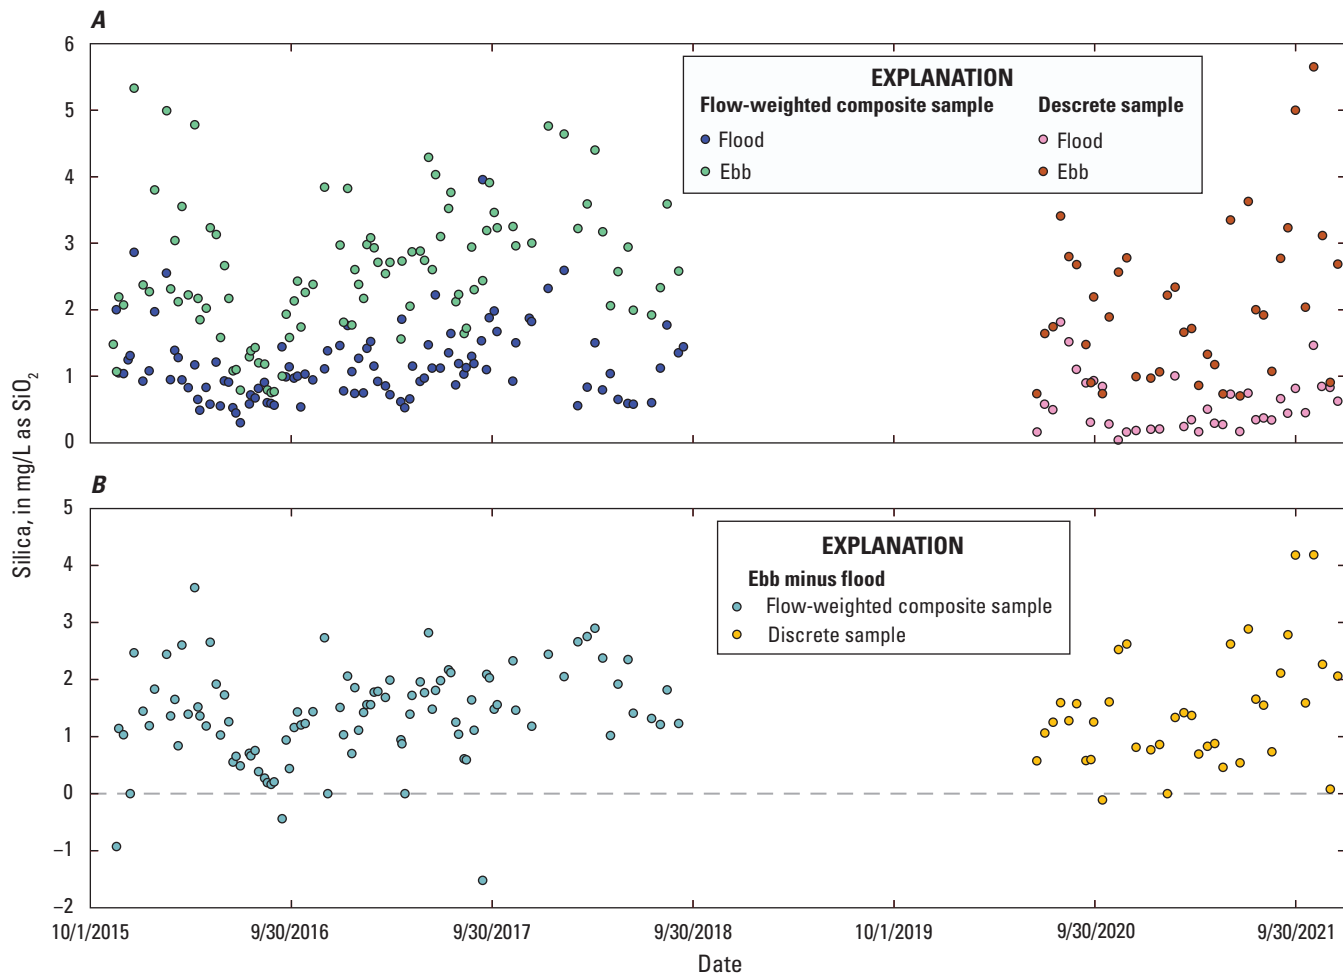 A
6
5
4
3
2
1
0
EXPLANATION
Flow-weighted composite sample
Descrete sample
Flood
Flood
Ebb
Ebb
Silica, in mg/L as SiO2
B
5
4
3
2
1
0
–1
–2
EXPLANATION
Ebb minus flood
Flow-weighted composite sample
Discrete sample
10/1/2015
9/30/2016
9/30/2017
9/30/2018
10/1/2019
9/30/2020
9/30/2021
Date